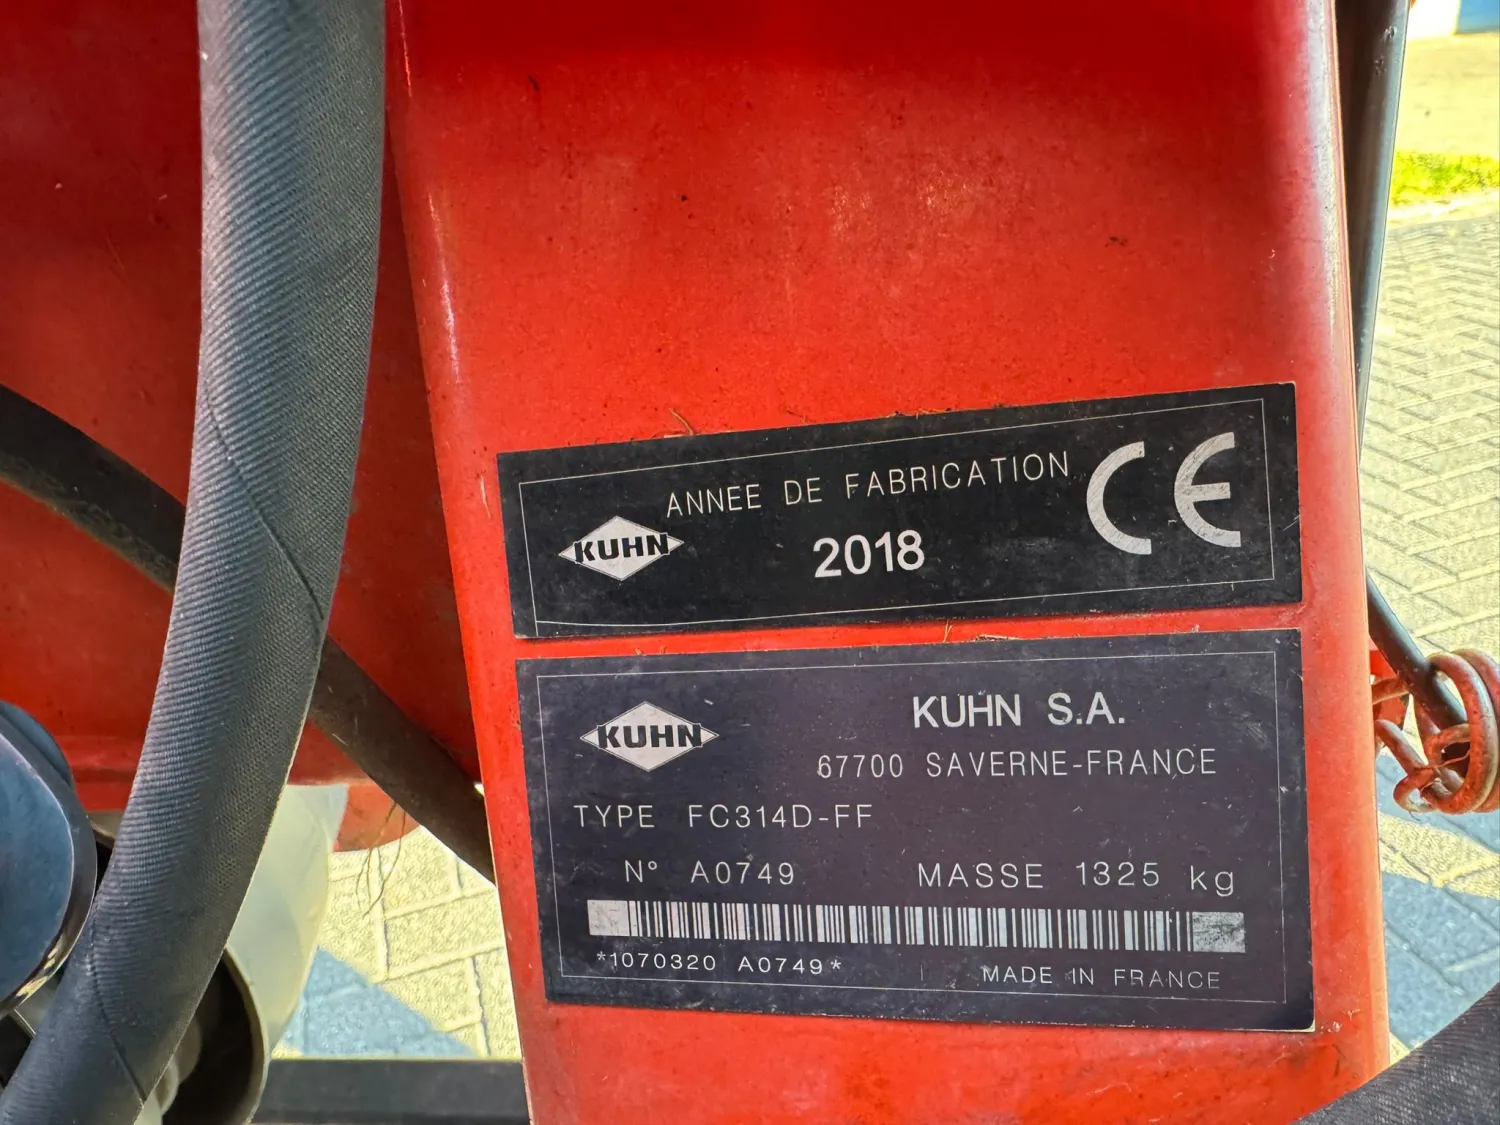 ANNEE DE FABRICATION
KUHN
2018
CE
KUHN
KUHN S.A.
67700 SAVERNE-FRANCE
TYPE FC314D-FF
N° A0749 MASSE 1325 kg
*1070320 A0749*
MADE IN FRANCE